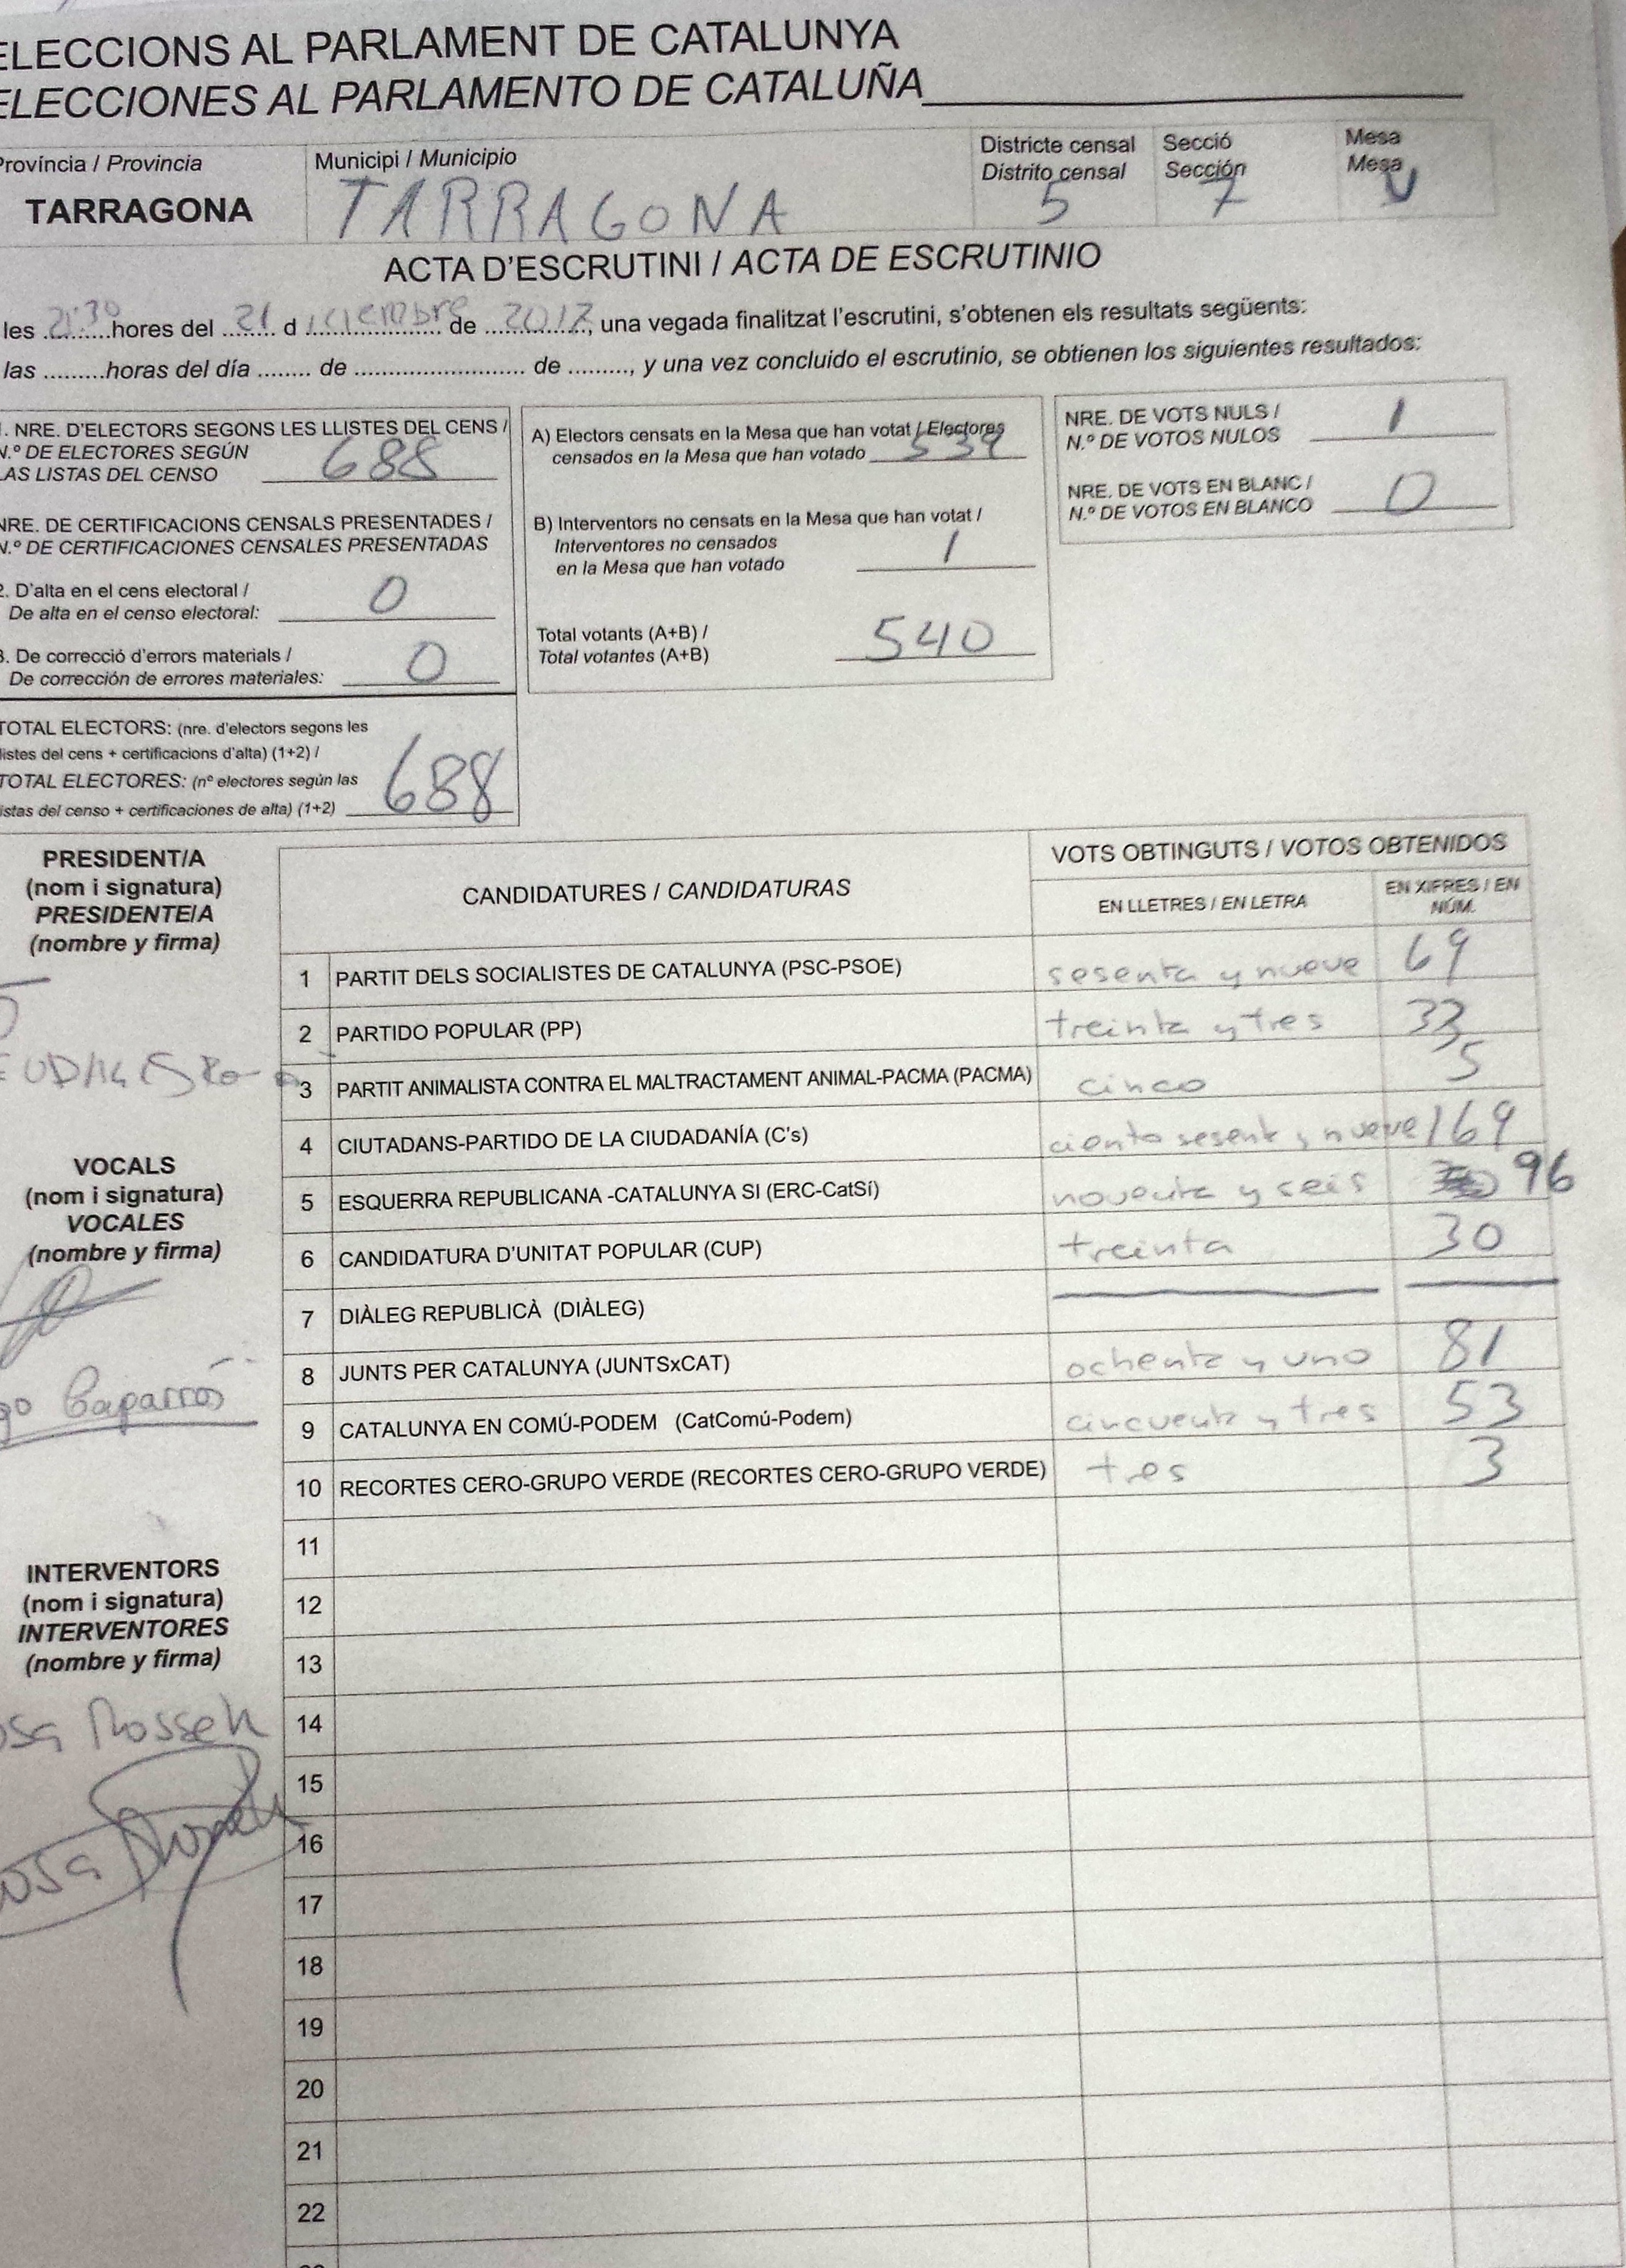 ELECCIONS AL PARLAMENT DE CATALUNYA
ELECCIONES AL PARLAMENTO DE CATALUÑA
Província / Provincia
TARRAGONA
Municipi / Municipio
TARRAGONA
Districte censal
Distrito censal
5
Secció
Sección
7
Mesa
Mesa
U
ACTA D'ESCRUTINI / ACTA DE ESCRUTINIO
les 21:30 hores del 21 d diciembre de 2017, una vegada finalitzat l'escrutini, s'obtenen els resultats següents:
las .........horas del día ........ de .......................... de ........., y una vez concluido el escrutinio, se obtienen los siguientes resultados:
1. NRE. D'ELECTORS SEGONS LES LLISTES DEL CENS /
N.º DE ELECTORES SEGÚN
LAS LISTAS DEL CENSO 688
NRE. DE CERTIFICACIONS CENSALS PRESENTADES /
N.º DE CERTIFICACIONES CENSALES PRESENTADAS
2. D'alta en el cens electoral /
De alta en el censo electoral: 0
3. De correcció d'errors materials /
De corrección de errores materiales: 0
TOTAL ELECTORS: (nre. d'electors segons les
llistes del cens + certificacions d'alta) (1+2) /
TOTAL ELECTORES: (nº electores según las
listas del censo + certificaciones de alta) (1+2) 688
A) Electors censats en la Mesa que han votat / Electores
censados en la Mesa que han votado 539
B) Interventors no censats en la Mesa que han votat /
Interventores no censados
en la Mesa que han votado 1
Total votants (A+B) /
Total votantes (A+B) 540
NRE. DE VOTS NULS /
N.º DE VOTOS NULOS 1
NRE. DE VOTS EN BLANC /
N.º DE VOTOS EN BLANCO 0
PRESIDENT/A
(nom i signatura)
PRESIDENTE/A
(nombre y firma)
VOCALS
(nom i signatura)
VOCALES
(nombre y firma)
Caparrós
INTERVENTORS
(nom i signatura)
INTERVENTORES
(nombre y firma)
CANDIDATURES / CANDIDATURAS
VOTS OBTINGUTS / VOTOS OBTENIDOS
EN LLETRES / EN LETRA
EN XIFRES / EN
NÚM.
1 PARTIT DELS SOCIALISTES DE CATALUNYA (PSC-PSOE) sesenta y nueve 69
2 PARTIDO POPULAR (PP) treinta y tres 33
3 PARTIT ANIMALISTA CONTRA EL MALTRACTAMENT ANIMAL-PACMA (PACMA) cinco 5
4 CIUTADANS-PARTIDO DE LA CIUDADANÍA (C's) ciento sesenta y nueve 169
5 ESQUERRA REPUBLICANA -CATALUNYA SI (ERC-CatSí) noventa y seis 96
6 CANDIDATURA D'UNITAT POPULAR (CUP) treinta 30
7 DIÀLEG REPUBLICÀ (DIÀLEG)
8 JUNTS PER CATALUNYA (JUNTSxCAT) ochenta y uno 81
9 CATALUNYA EN COMÚ-PODEM (CatComú-Podem) cincuenta y tres 53
10 RECORTES CERO-GRUPO VERDE (RECORTES CERO-GRUPO VERDE) tres 3
11
12
13
14
15
16
17
18
19
20
21
22